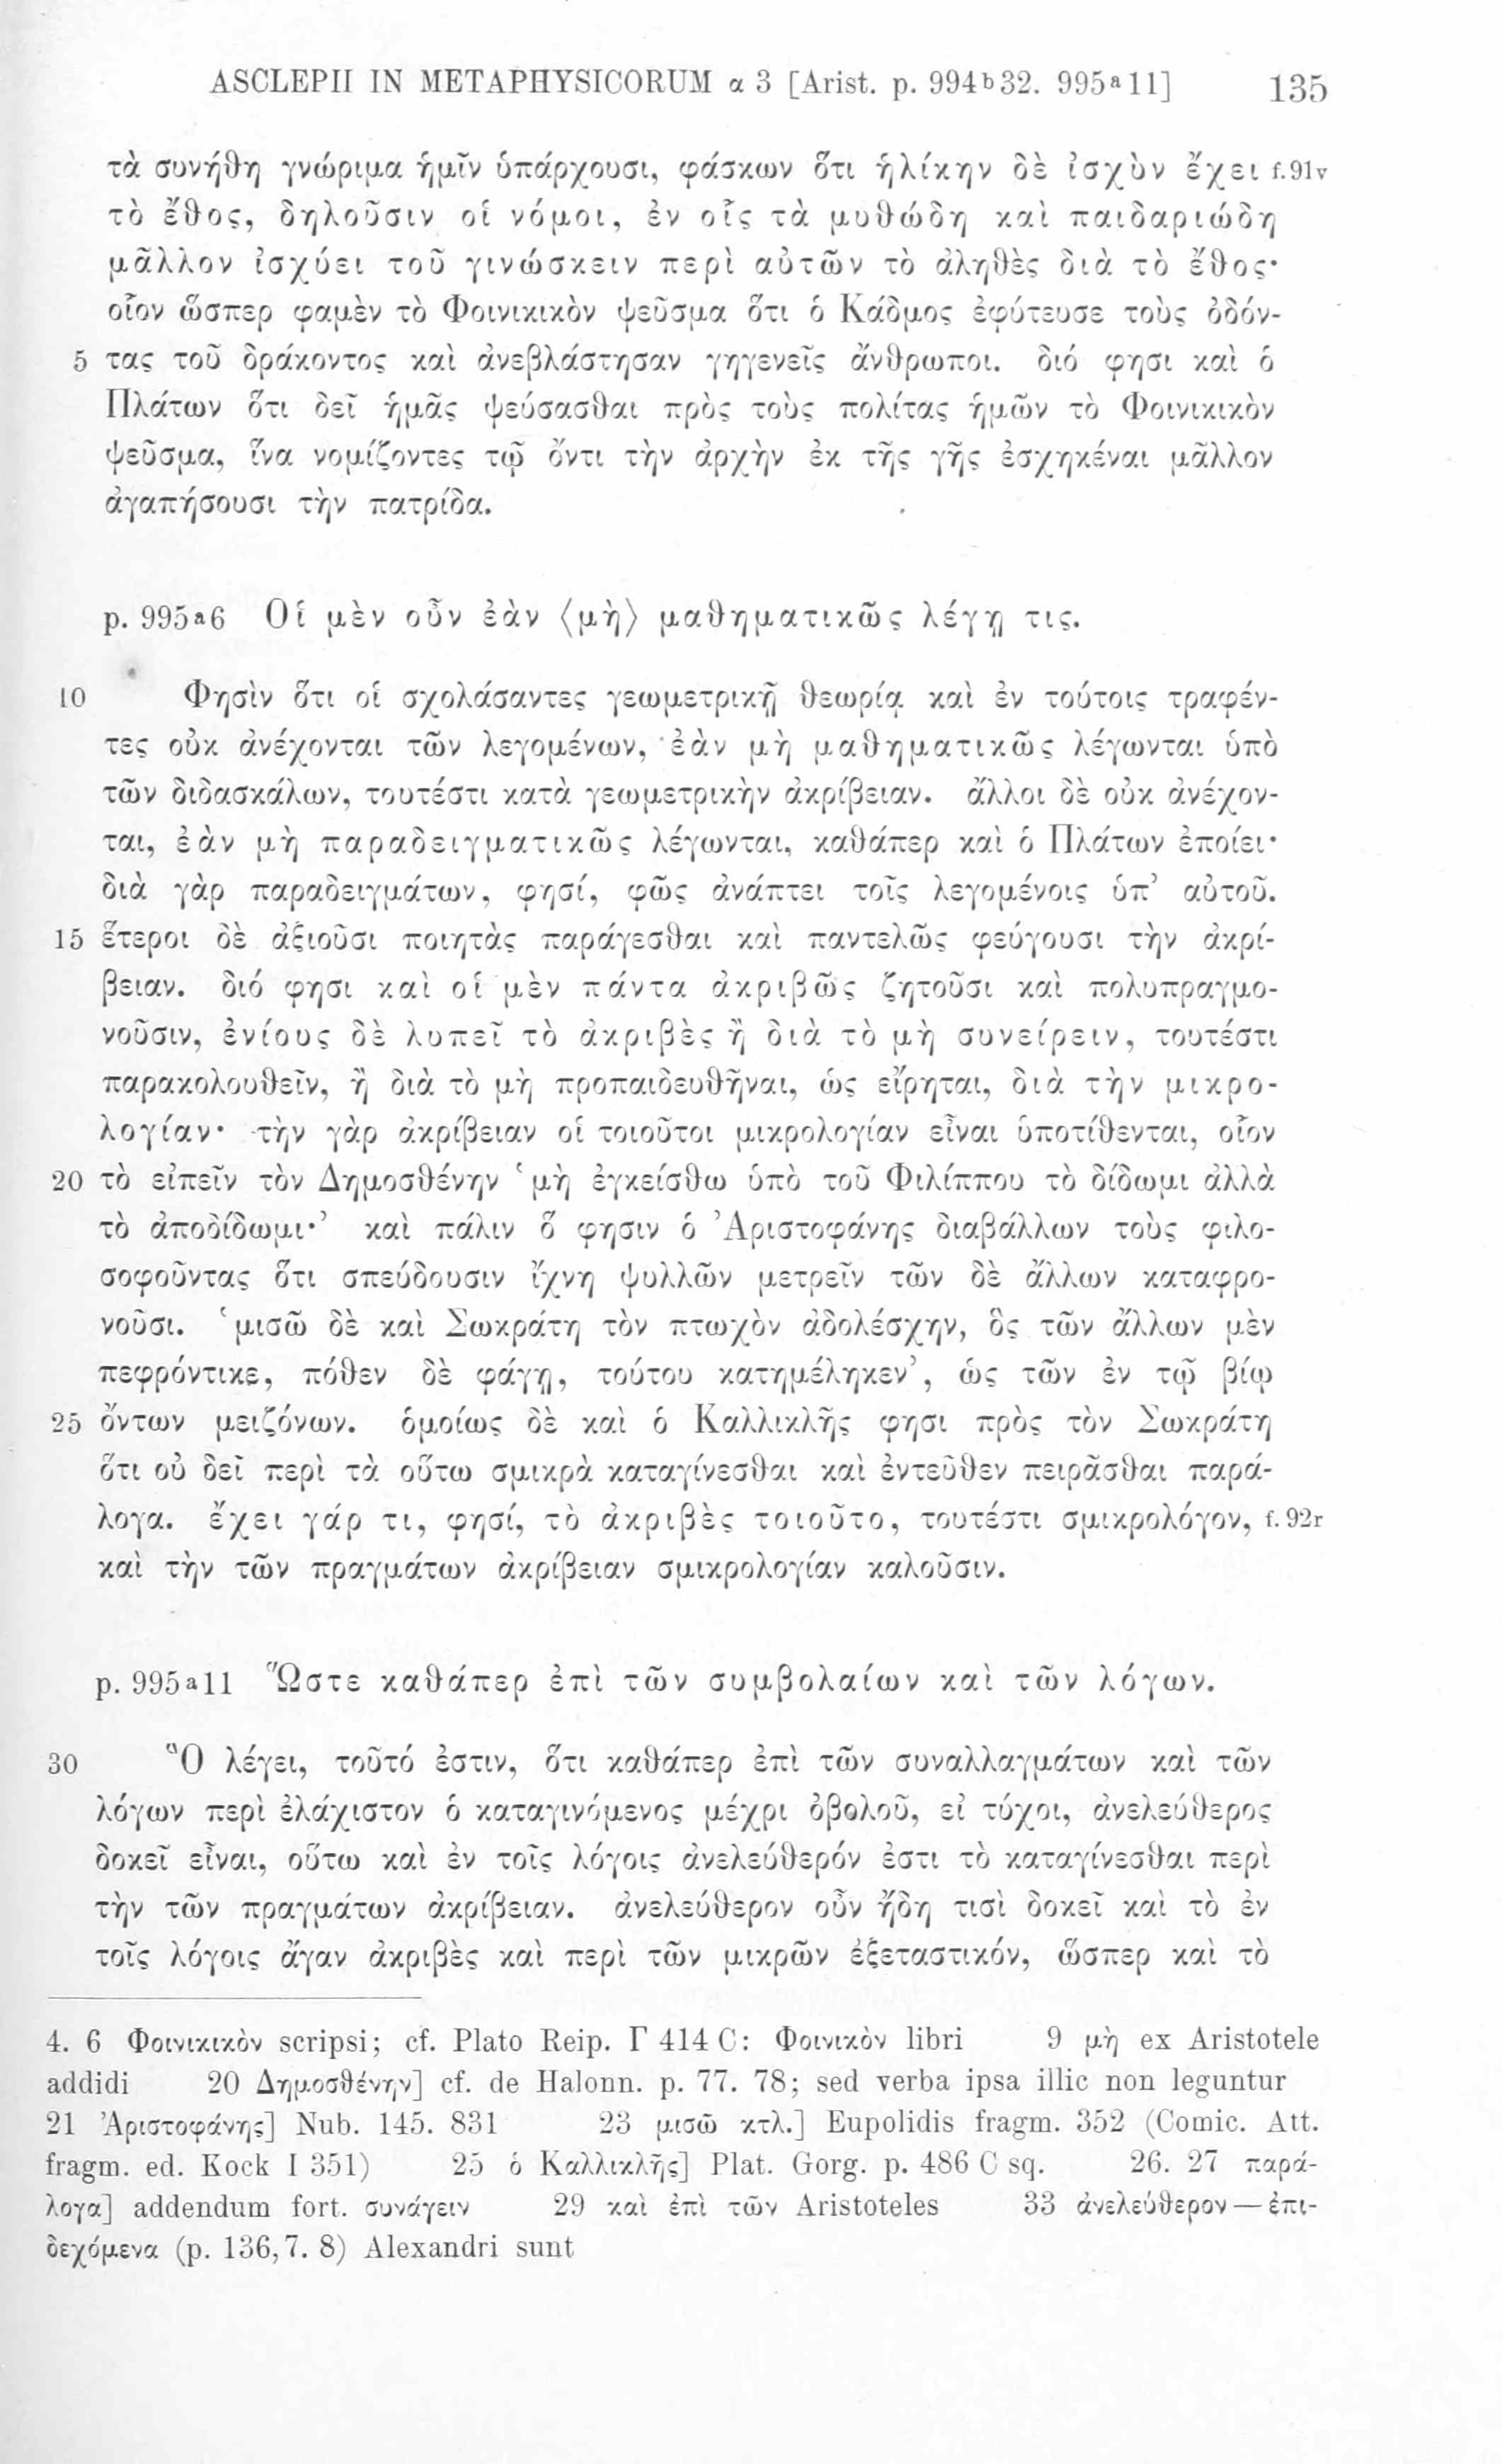 ASCLEPII IN METAPHYSICORUM α 3 [Arist. p. 994b32. 995a11] 135
τὰ συνήθη γνώριμα ἡμῖν ὑπάρχουσι, φάσκων ὅτι ἡλίκην δὲ ἰσχὺν ἔχει f.91v
τὸ ἔθος, δηλοῦσιν οἱ νόμοι, ἐν οἷς τὰ μυθώδη καὶ παιδαριώδη
μᾶλλον ἰσχύει τοῦ γινώσκειν περὶ αὐτῶν τὸ ἀληθὲς διὰ τὸ ἔθος·
οἷον ὥσπερ φαμὲν τὸ Φοινικικὸν ψεῦσμα ὅτι ὁ Κάδμος ἐφύτευσε τοὺς ὀδόν-
5 τας τοῦ δράκοντος καὶ ἀνεβλάστησαν γηγενεῖς ἄνθρωποι. διό φησι καὶ ὁ
Πλάτων ὅτι δεῖ ἡμᾶς ψεύσασθαι πρὸς τοὺς πολίτας ἡμῶν τὸ Φοινικικὸν
ψεῦσμα, ἵνα νομίζοντες τῷ ὄντι τὴν ἀρχὴν ἐκ τῆς γῆς ἐσχηκέναι μᾶλλον
ἀγαπήσουσι τὴν πατρίδα.
p. 995a6 Οἱ μὲν οὖν ἐὰν ⟨μὴ⟩ μαθηματικῶς λέγῃ τις.
10 Φησὶν ὅτι οἱ σχολάσαντες γεωμετρικῇ θεωρίᾳ καὶ ἐν τούτοις τραφέν-
τες οὐκ ἀνέχονται τῶν λεγομένων, ἐὰν μὴ μαθηματικῶς λέγωνται ὑπὸ
τῶν διδασκάλων, τουτέστι κατὰ γεωμετρικὴν ἀκρίβειαν. ἄλλοι δὲ οὐκ ἀνέχον-
ται, ἐὰν μὴ παραδειγματικῶς λέγωνται, καθάπερ καὶ ὁ Πλάτων ἐποίει·
διὰ γὰρ παραδειγμάτων, φησί, φῶς ἀνάπτει τοῖς λεγομένοις ὑπ’ αὐτοῦ.
15 ἕτεροι δὲ ἀξιοῦσι ποιητὰς παράγεσθαι καὶ παντελῶς φεύγουσι τὴν ἀκρί-
βειαν. διό φησι καὶ οἱ μὲν πάντα ἀκριβῶς ζητοῦσι καὶ πολυπραγμο-
νοῦσιν, ἐνίους δὲ λυπεῖ τὸ ἀκριβὲς ἢ διὰ τὸ μὴ συνείρειν, τουτέστι
παρακολουθεῖν, ἢ διὰ τὸ μὴ προπαιδευθῆναι, ὡς εἴρηται, διὰ τὴν μικρο-
λογίαν· τὴν γὰρ ἀκρίβειαν οἱ τοιοῦτοι μικρολογίαν εἶναι ὑποτίθενται, οἷον
20 τὸ εἰπεῖν τὸν Δημοσθένην ‘μὴ ἐγκείσθω ὑπὸ τοῦ Φιλίππου τὸ δίδωμι ἀλλὰ
τὸ ἀποδίδωμι·’ καὶ πάλιν ὅ φησιν ὁ Ἀριστοφάνης διαβάλλων τοὺς φιλο-
σοφοῦντας ὅτι σπεύδουσιν ἴχνη ψυλλῶν μετρεῖν τῶν δὲ ἄλλων καταφρο-
νοῦσι. ‘μισῶ δὲ καὶ Σωκράτη τὸν πτωχὸν ἀδολέσχην, ὃς τῶν ἄλλων μὲν
πεφρόντικε, πόθεν δὲ φάγῃ, τούτου κατημέληκεν’, ὡς τῶν ἐν τῷ βίῳ
25 ὄντων μειζόνων. ὁμοίως δὲ καὶ ὁ Καλλικλῆς φησι πρὸς τὸν Σωκράτη
ὅτι οὐ δεῖ περὶ τὰ οὕτω σμικρὰ καταγίνεσθαι καὶ ἐντεῦθεν πειρᾶσθαι παρά-
λογα. ἔχει γάρ τι, φησί, τὸ ἀκριβὲς τοιοῦτο, τουτέστι σμικρολόγον, f. 92r
καὶ τὴν τῶν πραγμάτων ἀκρίβειαν σμικρολογίαν καλοῦσιν.
p. 995a11 Ὥστε καθάπερ ἐπὶ τῶν συμβολαίων καὶ τῶν λόγων.
30 Ὃ λέγει, τοῦτό ἐστιν, ὅτι καθάπερ ἐπὶ τῶν συναλλαγμάτων καὶ τῶν
λόγων περὶ ἐλάχιστον ὁ καταγινόμενος μέχρι ὀβολοῦ, εἰ τύχοι, ἀνελεύθερος
δοκεῖ εἶναι, οὕτω καὶ ἐν τοῖς λόγοις ἀνελεύθερόν ἐστι τὸ καταγίνεσθαι περὶ
τὴν τῶν πραγμάτων ἀκρίβειαν. ἀνελεύθερον οὖν ἤδη τισὶ δοκεῖ καὶ τὸ ἐν
τοῖς λόγοις ἄγαν ἀκριβὲς καὶ περὶ τῶν μικρῶν ἐξεταστικόν, ὥσπερ καὶ τὸ
4. 6 Φοινικικὸν scripsi; cf. Plato Reip. Γ 414 C: Φοινικὸν libri 9 μὴ ex Aristotele
addidi 20 Δημοσθένην] cf. de Halonn. p. 77. 78; sed verba ipsa illic non leguntur
21 Ἀριστοφάνης] Nub. 145. 831 23 μισῶ κτλ.] Eupolidis fragm. 352 (Comic. Att.
fragm. ed. Kock I 351) 25 ὁ Καλλικλῆς] Plat. Gorg. p. 486 C sq. 26. 27 παρά-
λογα] addendum fort. συνάγειν 29 καὶ ἐπὶ τῶν Aristoteles 33 ἀνελεύθερον — ἐπι-
δεχόμενα (p. 136,7. 8) Alexandri sunt